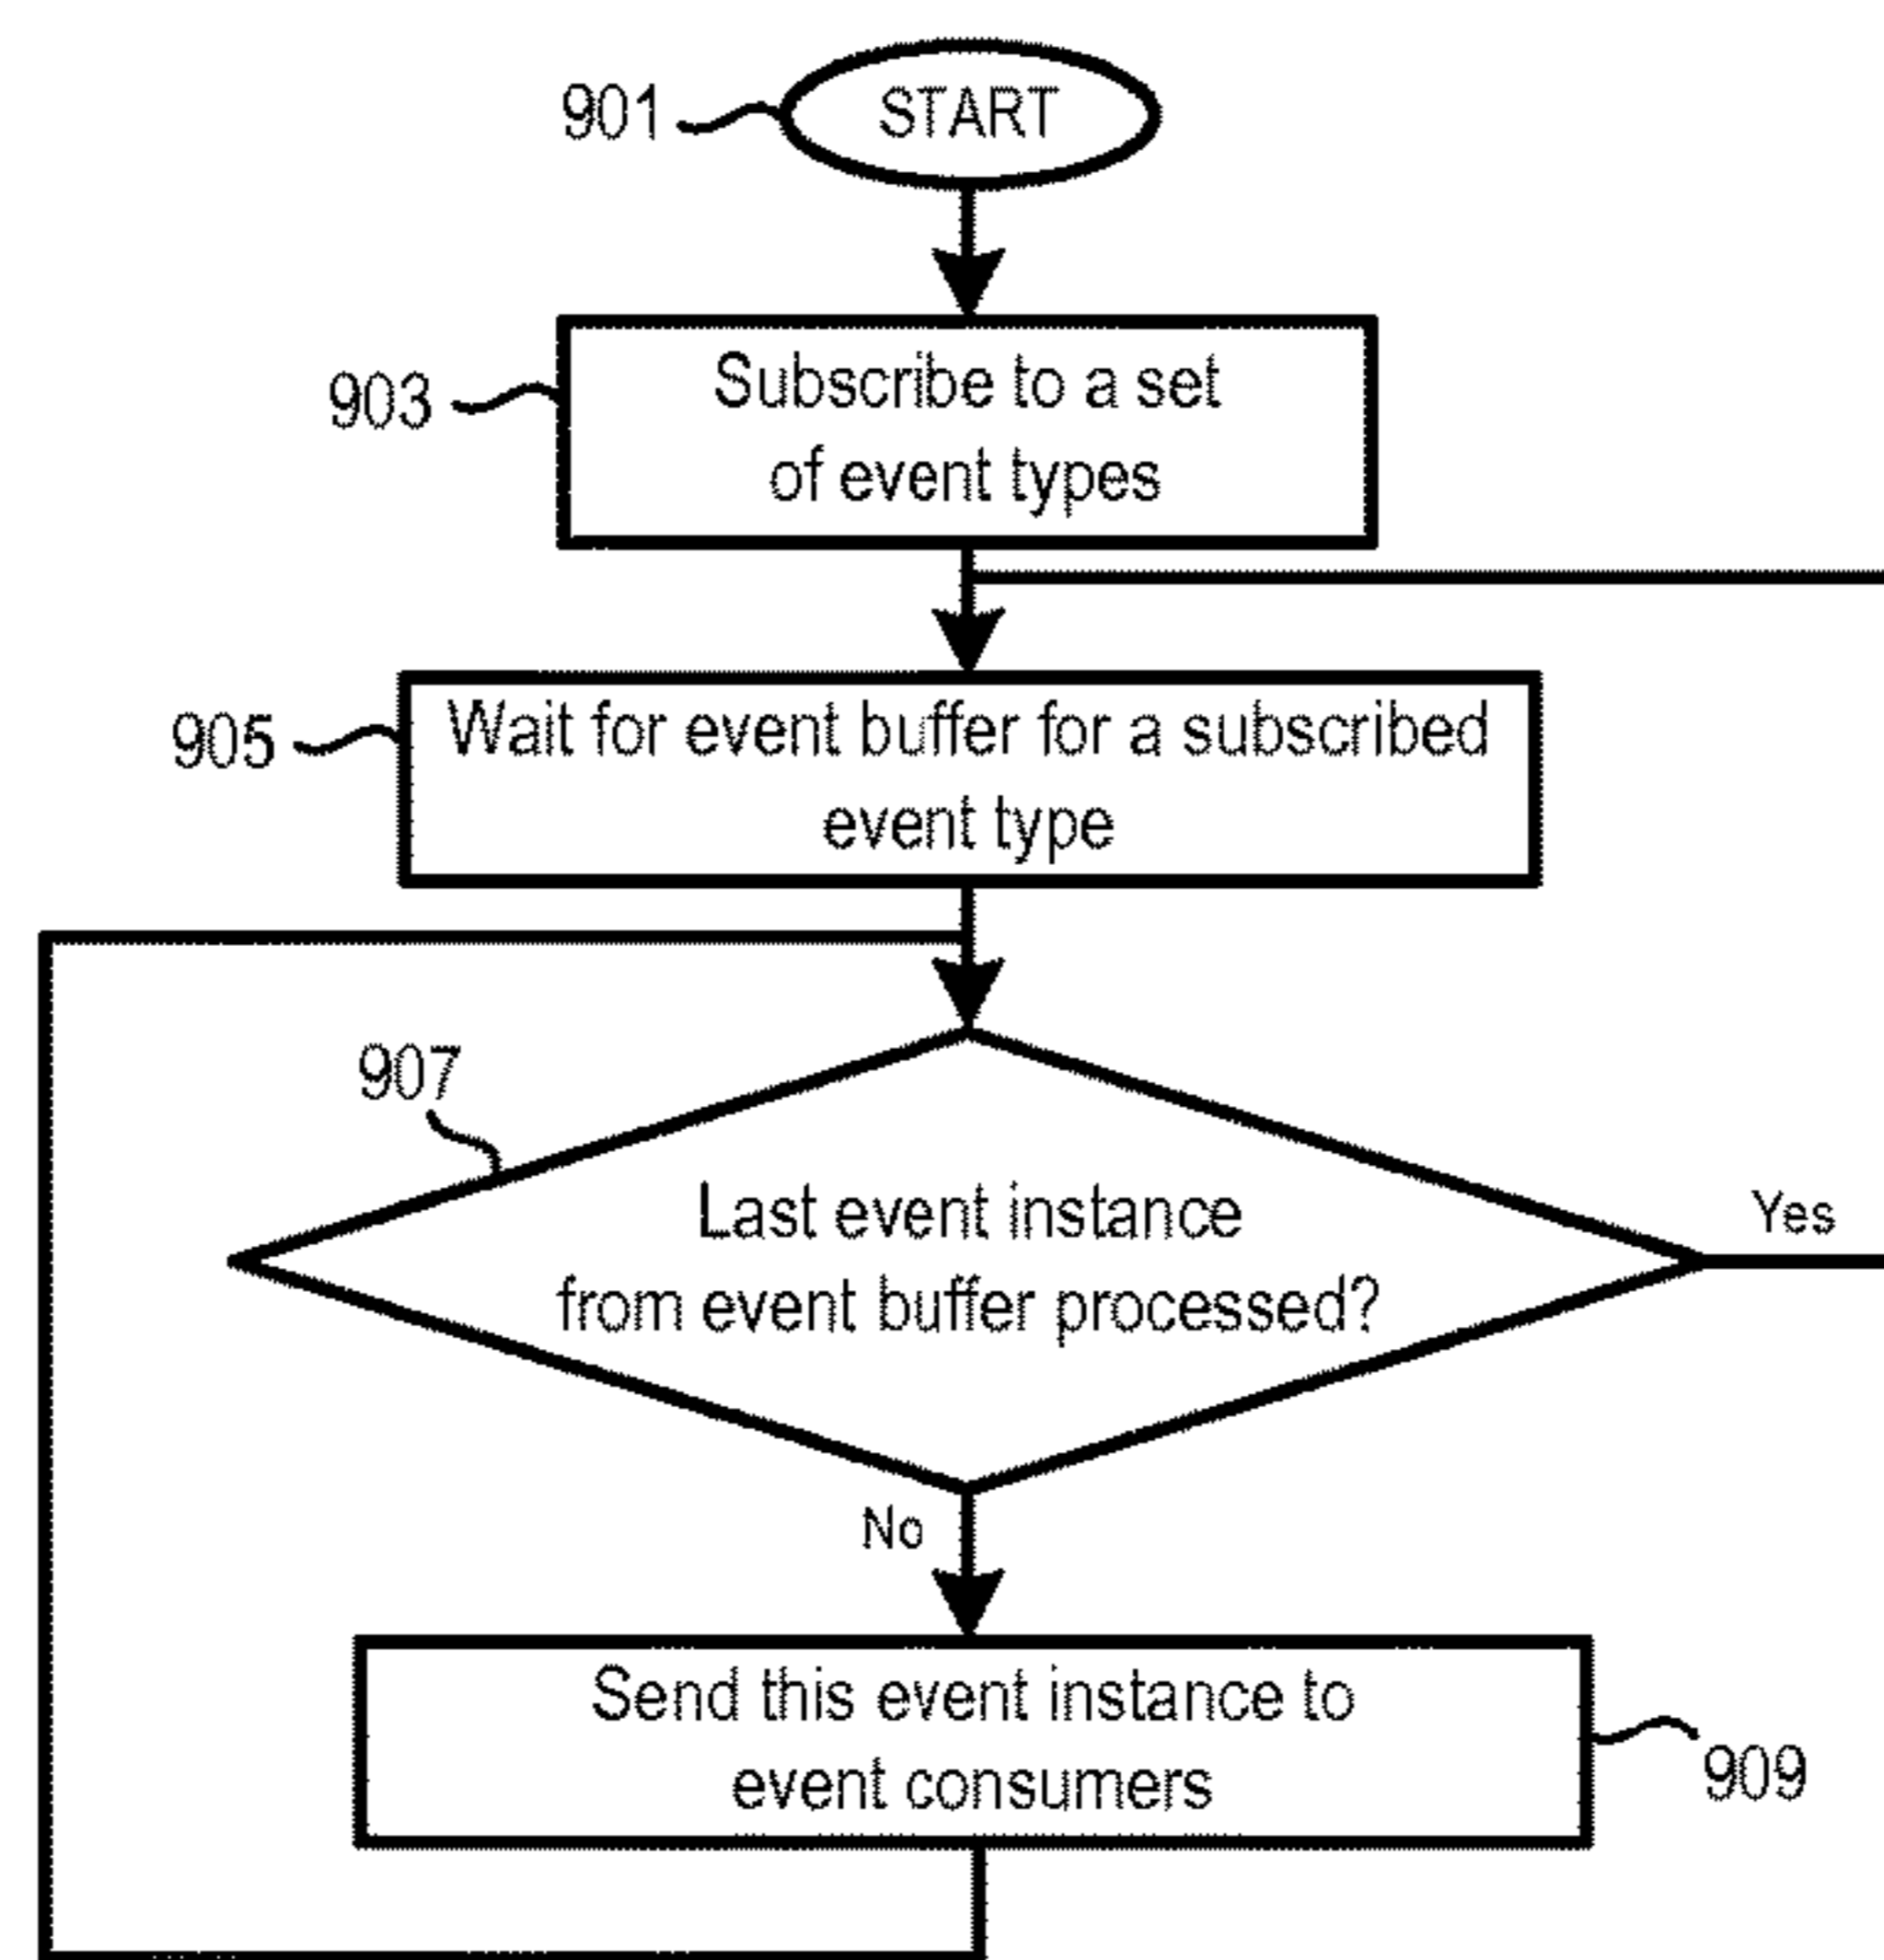 901
START
903
Subscribe to a set
of event types
905
Wait for event buffer for a subscribed
event type
907
Last event instance
from event buffer processed?
Yes
No
Send this event instance to
event consumers
909